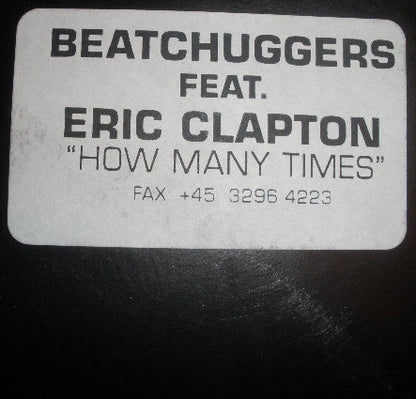 BEATCHUGGERS
FEAT.
ERIC CLAPTON
“HOW MANY TIMES”
FAX +45 3296 4223